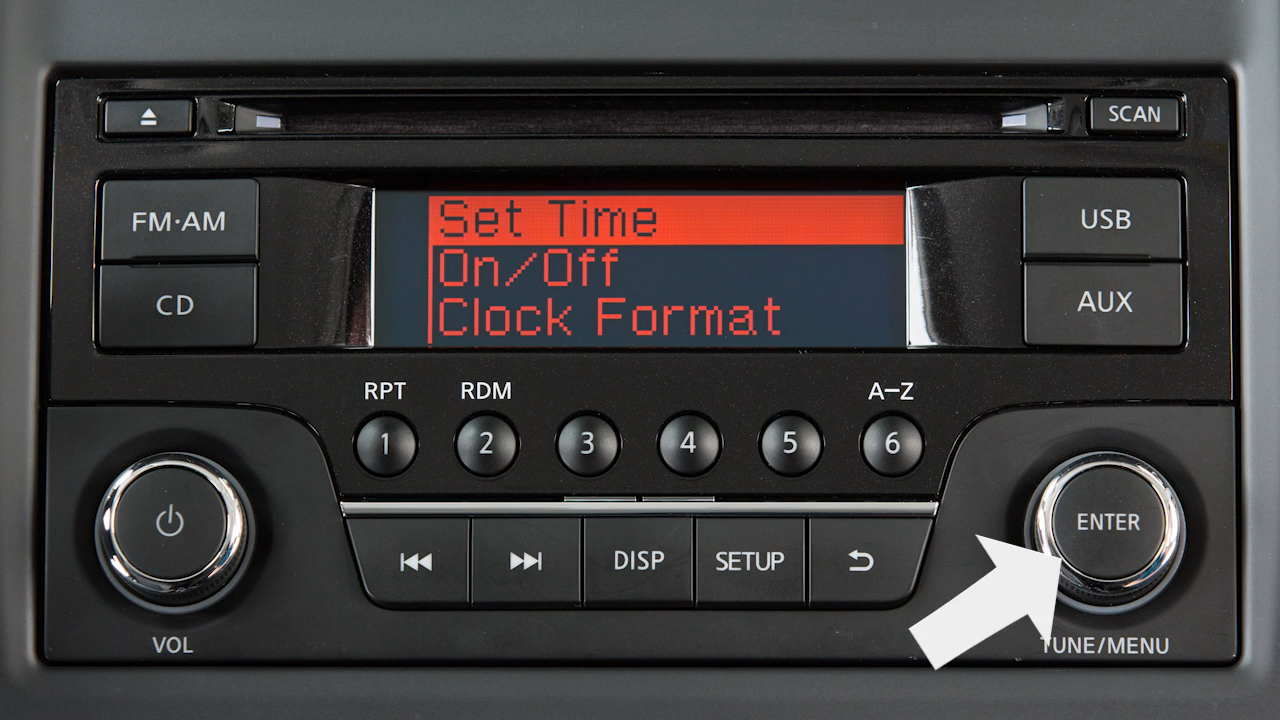 SCAN
FM·AM
CD
Set Time
On/Off
Clock Format
USB
AUX
RPT
RDM
A–Z
1
2
3
4
5
6
ENTER
DISP
SETUP
VOL
TUNE/MENU